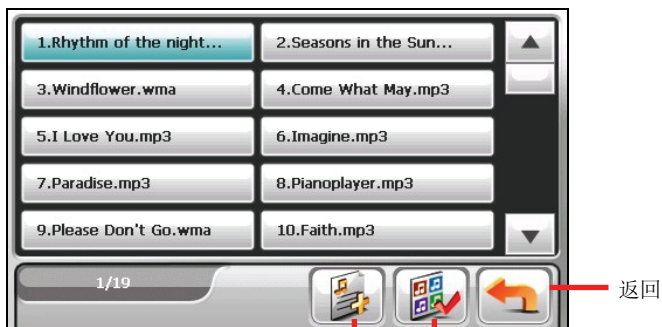 1.Rhythm of the night...
2.Seasons in the Sun...
3.Windflower.wma
4.Come What May.mp3
5.I Love You.mp3
6.Imagine.mp3
7.Paradise.mp3
8.Pianoplayer.mp3
9.Please Don't Go.wma
10.Faith.mp3
1/19
返回